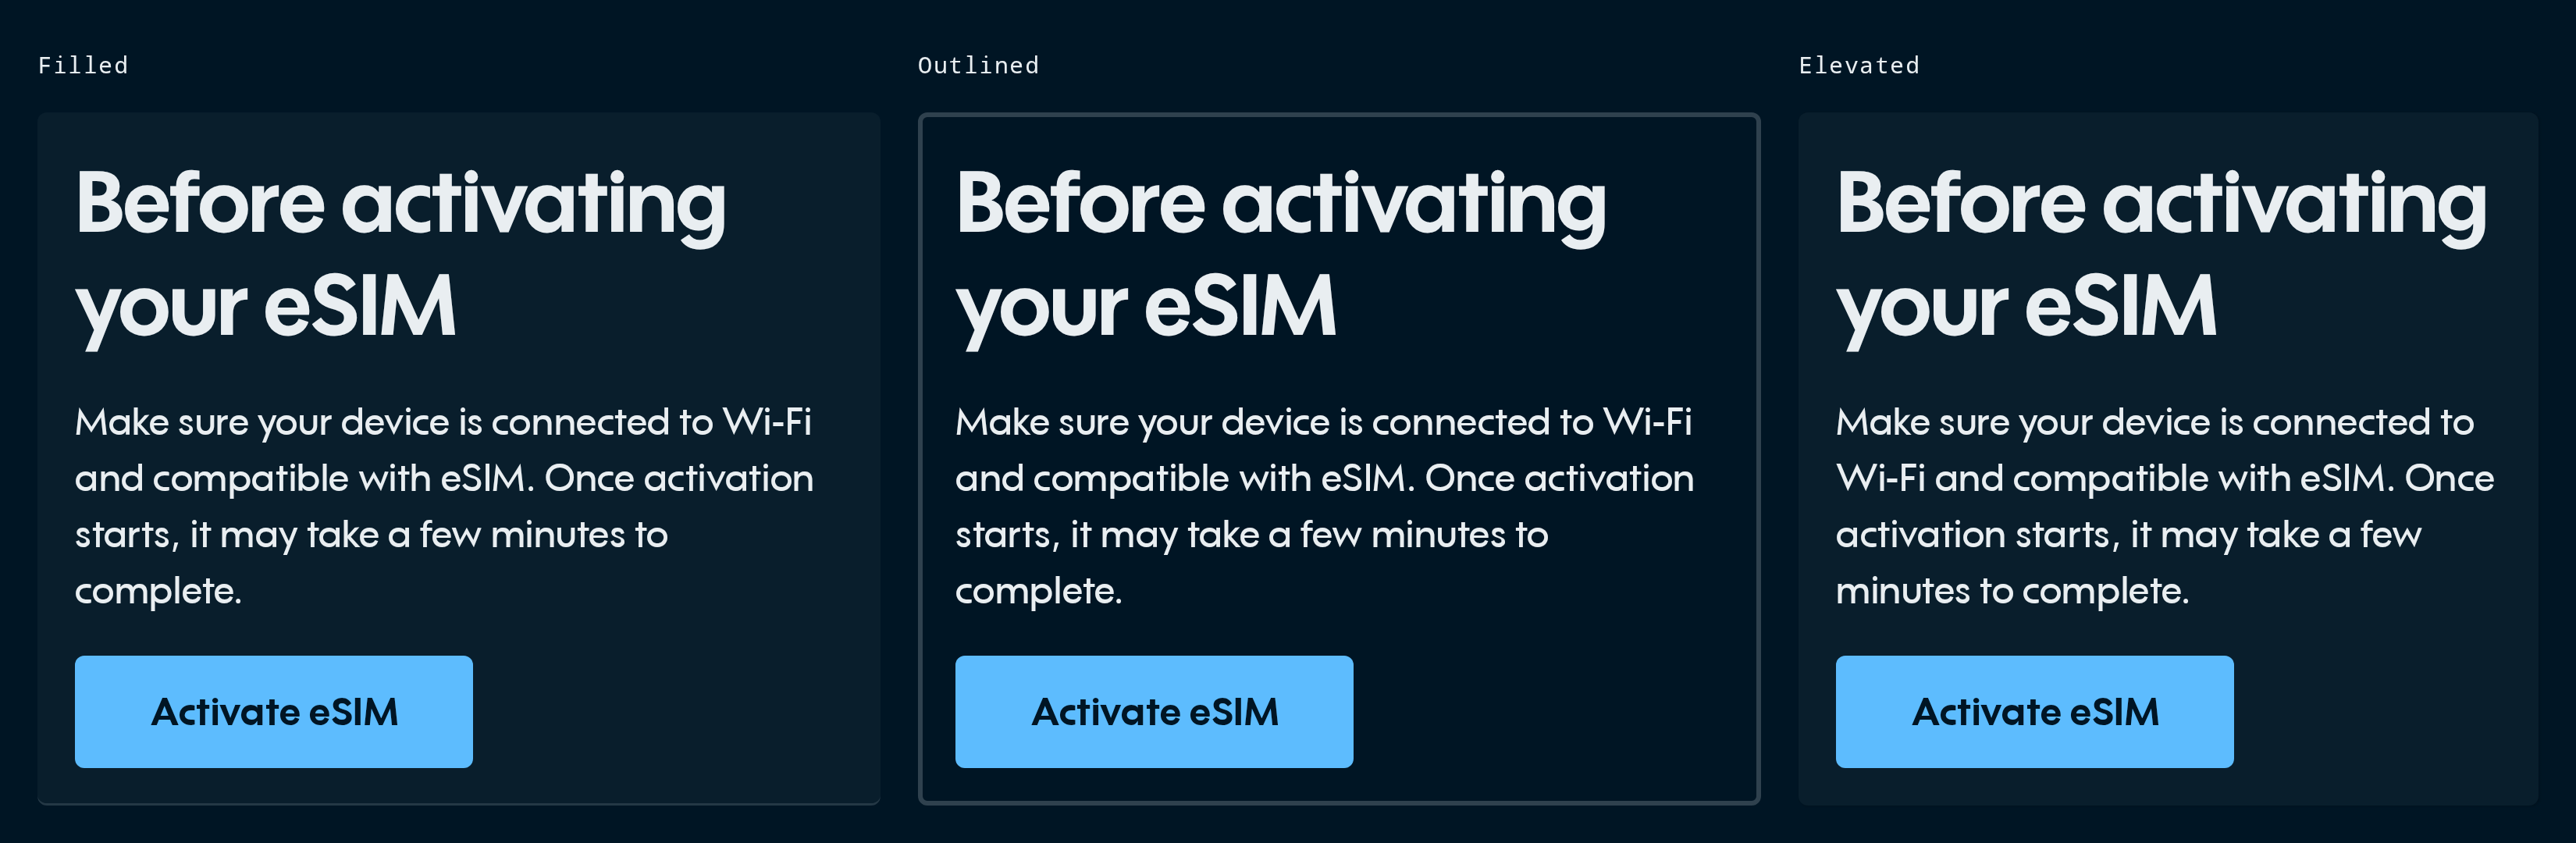 Filled
Before activating
your eSIM
Make sure your device is connected to Wi-Fi
and compatible with eSIM. Once activation
starts, it may take a few minutes to
complete.
Activate eSIM
Outlined
Before activating
your eSIM
Make sure your device is connected to Wi-Fi
and compatible with eSIM. Once activation
starts, it may take a few minutes to
complete.
Activate eSIM
Elevated
Before activating
your eSIM
Make sure your device is connected to
Wi-Fi and compatible with eSIM. Once
activation starts, it may take a few
minutes to complete.
Activate eSIM